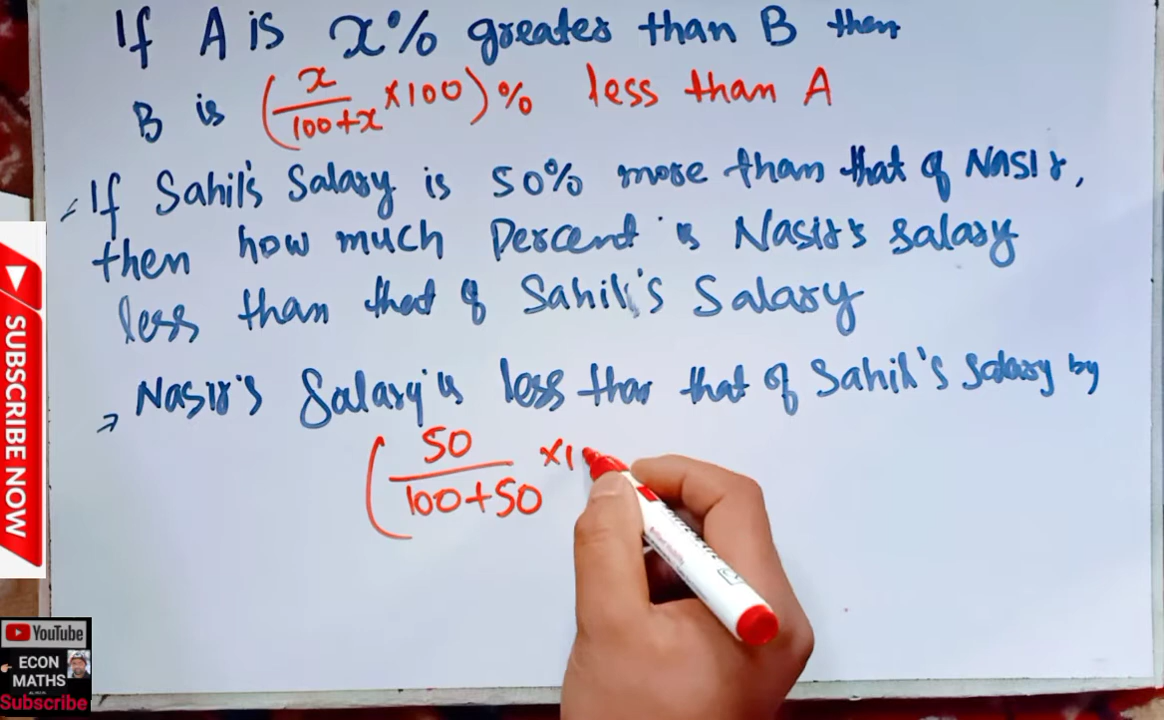 If A is x% greater than B then
B is (x/100+x ×100)% less than A
If Sahil's Salary is 50% more than that of Nasir,
then how much Percent is Nasir's salary
less than that of Sahil's Salary
→ Nasir's Salary is less than that of Sahil's Salary by
(50/100+50 ×1
SUBSCRIBE NOW
YouTube
ECON
MATHS
Subscribe